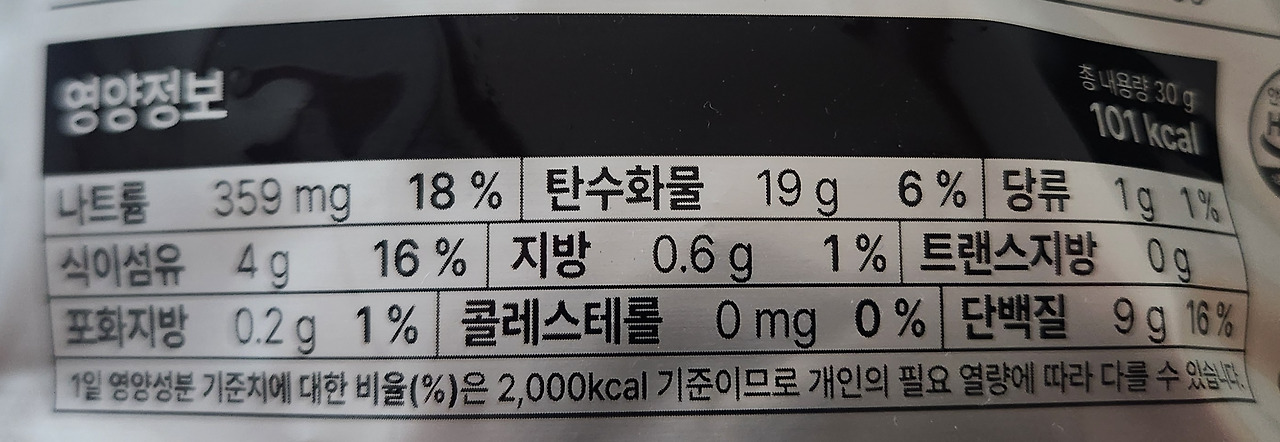 영양정보
총 내용량 30 g
101 kcal
나트륨 359 mg 18 % 탄수화물 19 g 6 % 당류 1 g 1 %
식이섬유 4 g 16 % 지방 0.6 g 1 % 트랜스지방 0 g
포화지방 0.2 g 1 % 콜레스테롤 0 mg 0 % 단백질 9 g 16 %
1일 영양성분 기준치에 대한 비율(%)은 2,000kcal 기준이므로 개인의 필요 열량에 따라 다를 수 있습니다.